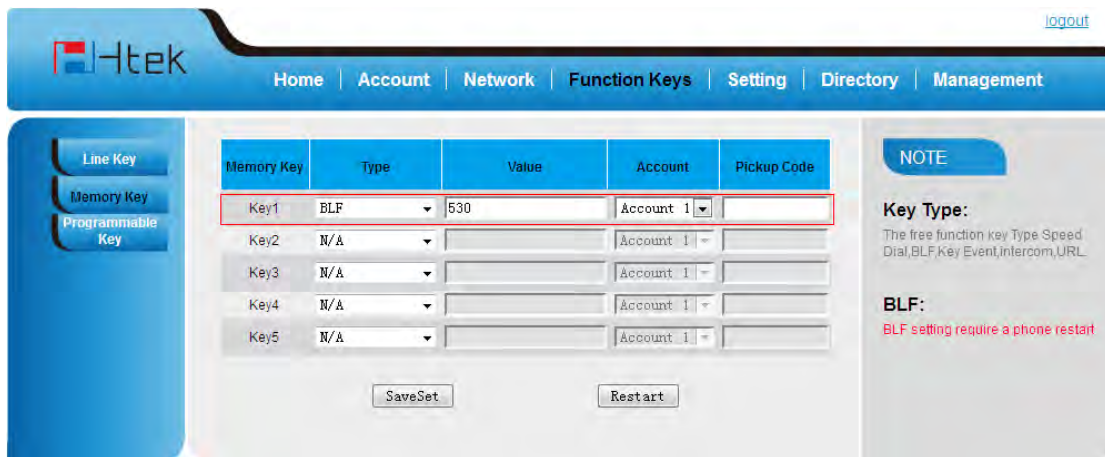 logout
Htek
Home | Account | Network | Function Keys | Setting | Directory | Management
Line Key
Memory Key
Programmable
Key
Memory Key Type Value Account Pickup Code
Key1 BLF 530 Account 1
Key2 N/A Account 1
Key3 N/A Account 1
Key4 N/A Account 1
Key5 N/A Account 1
SaveSet Restart
NOTE
Key Type:
The free function key Type Speed
Dial,BLF,Key Event,Intercom,URL.
BLF:
BLF setting require a phone restart